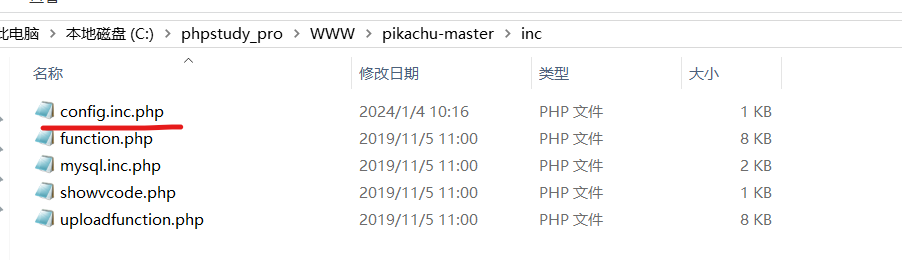 此电脑 本地磁盘 (C:) phpstudy_pro WWW pikachu-master inc
名称 修改日期 类型 大小
config.inc.php 2024/1/4 10:16 PHP 文件 1 KB
function.php 2019/11/5 11:00 PHP 文件 8 KB
mysql.inc.php 2019/11/5 11:00 PHP 文件 2 KB
showvcode.php 2019/11/5 11:00 PHP 文件 1 KB
uploadfunction.php 2019/11/5 11:00 PHP 文件 8 KB